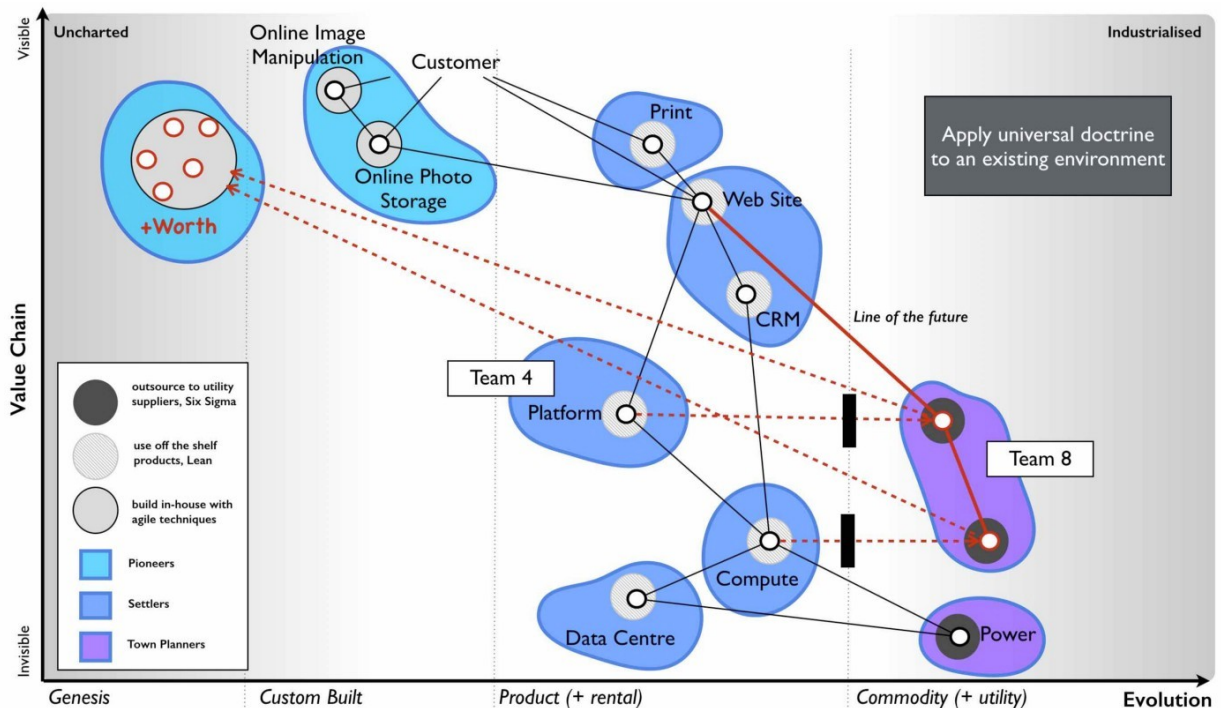 Visible
Uncharted
Online Image
Manipulation
Customer
Industrialised
Print
Apply universal doctrine
to an existing environment
Online Photo
Storage
Web Site
+Worth
CRM
Line of the future
Value Chain
Team 4
Platform
Team 8
outsource to utility
suppliers, Six Sigma
use off the shelf
products, Lean
build in-house with
agile techniques
Pioneers
Settlers
Town Planners
Compute
Data Centre
Power
Invisible
Genesis
Custom Built
Product (+ rental)
Commodity (+ utility)
Evolution